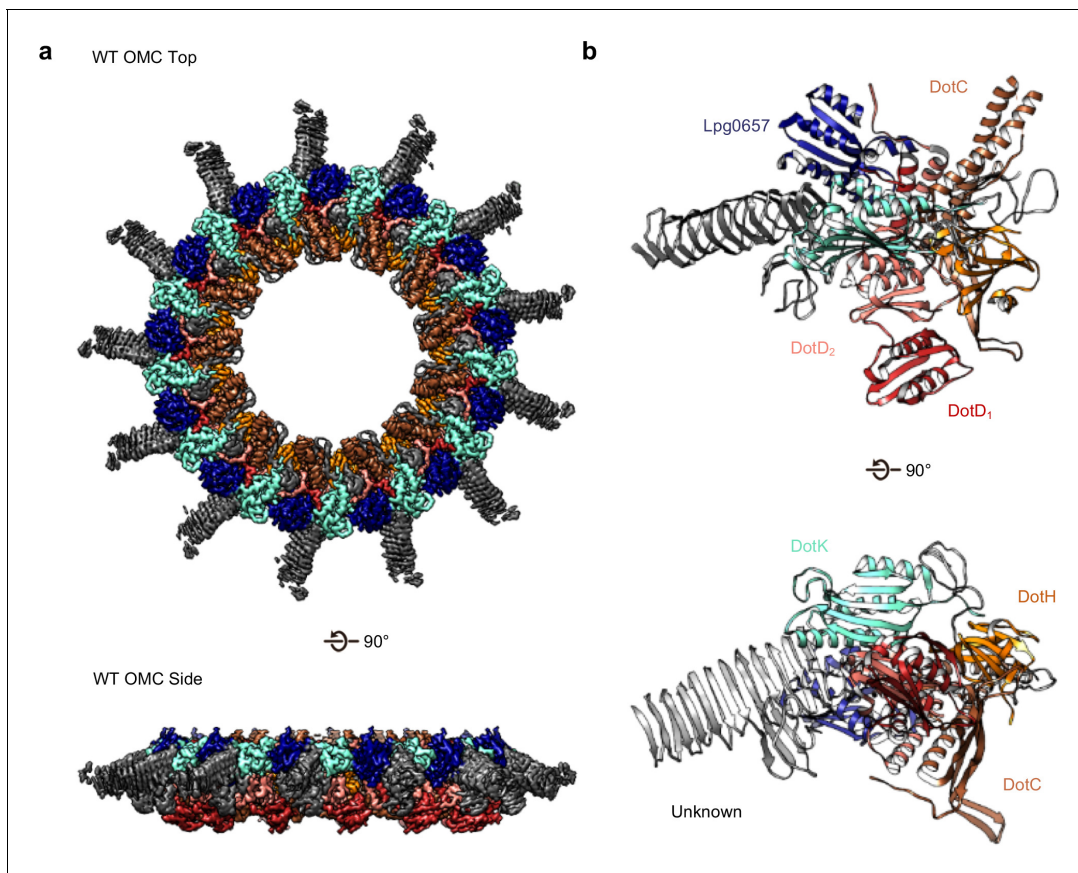 a
WT OMC Top
90°
WT OMC Side
b
DotC
Lpg0657
DotD₂
DotD₁
90°
DotK
DotH
Unknown
DotC